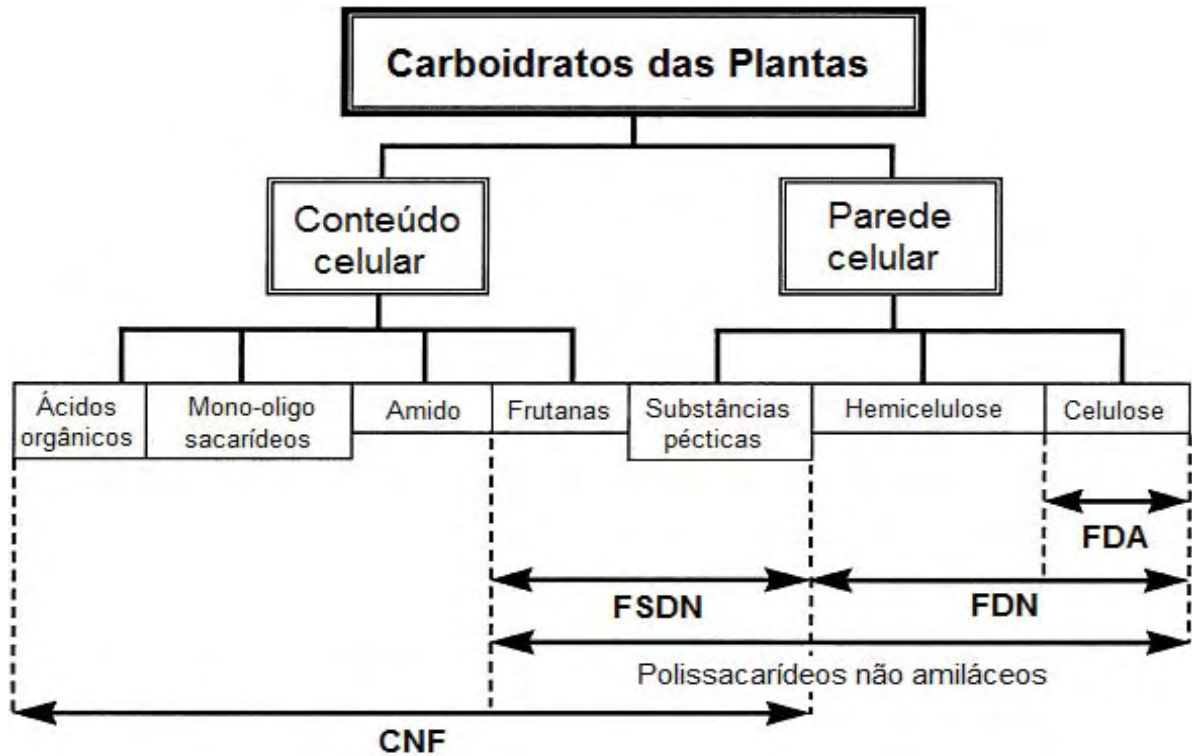 Carboidratos das Plantas
Conteúdo
celular
Parede
celular
Ácidos
orgânicos
Mono-oligo
sacarídeos
Amido
Frutanas
Substâncias
pécticas
Hemicelulose
Celulose
FDA
FSDN
FDN
Polissacarídeos não amiláceos
CNF